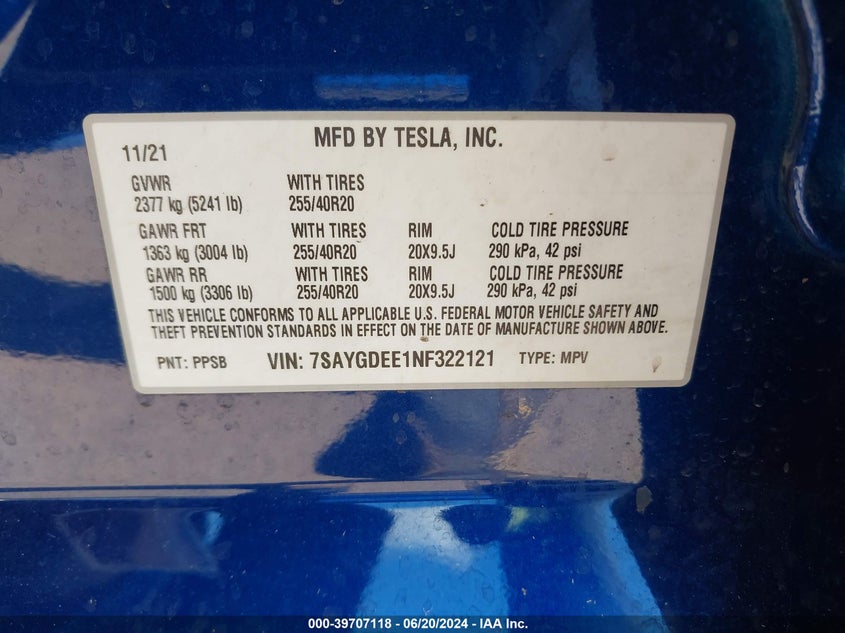 MFD BY TESLA, INC.
11/21
GVWR WITH TIRES
2377 kg (5241 lb) 255/40R20
GAWR FRT WITH TIRES RIM COLD TIRE PRESSURE
1363 kg (3004 lb) 255/40R20 20X9.5J 290 kPa, 42 psi
GAWR RR WITH TIRES RIM COLD TIRE PRESSURE
1500 kg (3306 lb) 255/40R20 20X9.5J 290 kPa, 42 psi
THIS VEHICLE CONFORMS TO ALL APPLICABLE U.S. FEDERAL MOTOR VEHICLE SAFETY AND
THEFT PREVENTION STANDARDS IN EFFECT ON THE DATE OF MANUFACTURE SHOWN ABOVE.
PNT: PPSB VIN: 7SAYGDEE1NF322121 TYPE: MPV
000-39707118 - 06/20/2024 - IAA Inc.